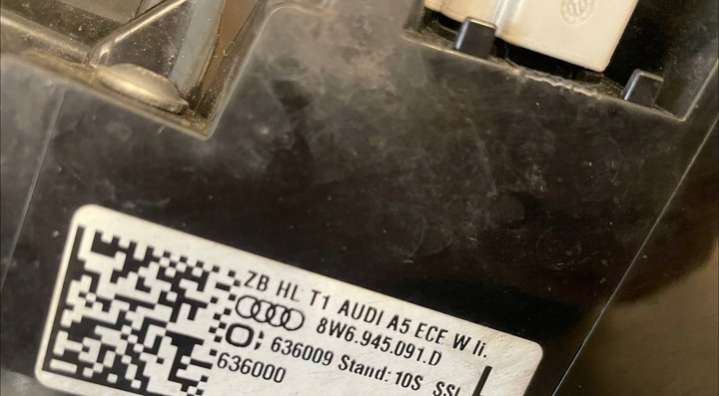 ZB HL T1 AUDI A5 ECE W li.
8W6.945.091.D
636009 Stand: 10S SSL
636000